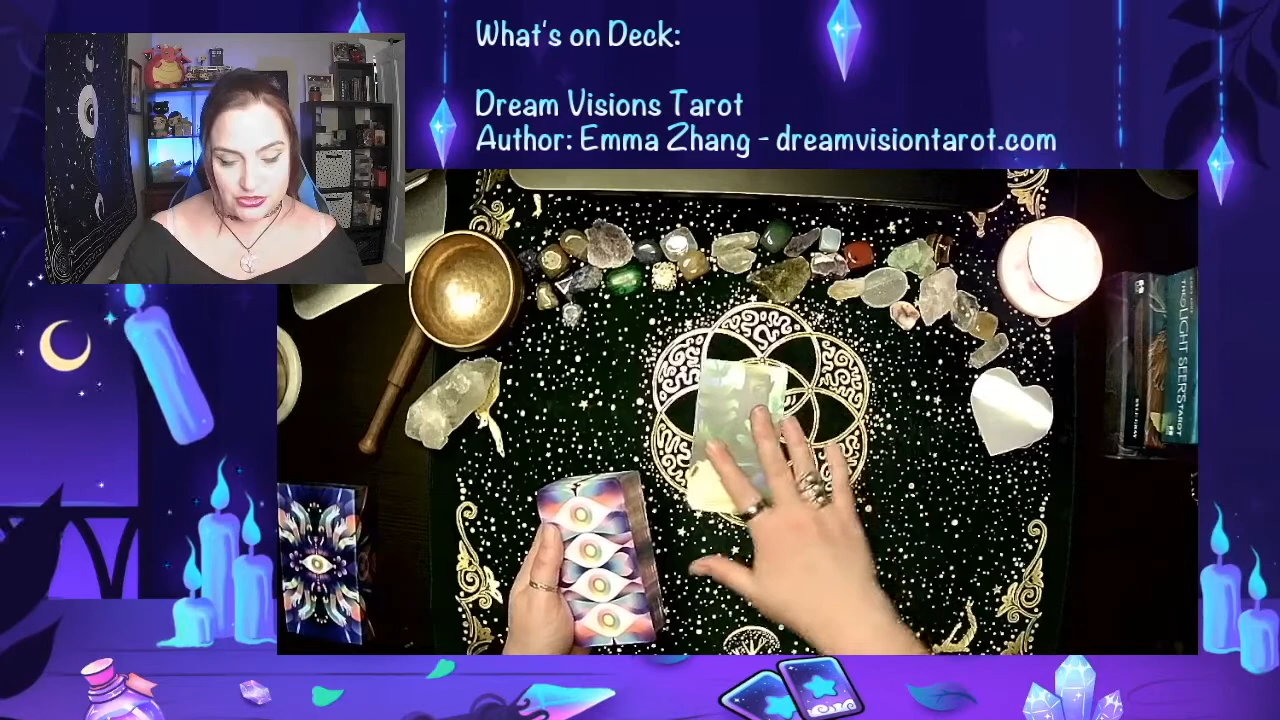 What's on Deck:
Dream Visions Tarot
Author: Emma Zhang - dreamvisiontarot.com
THE LIGHT SEER'S TAROT